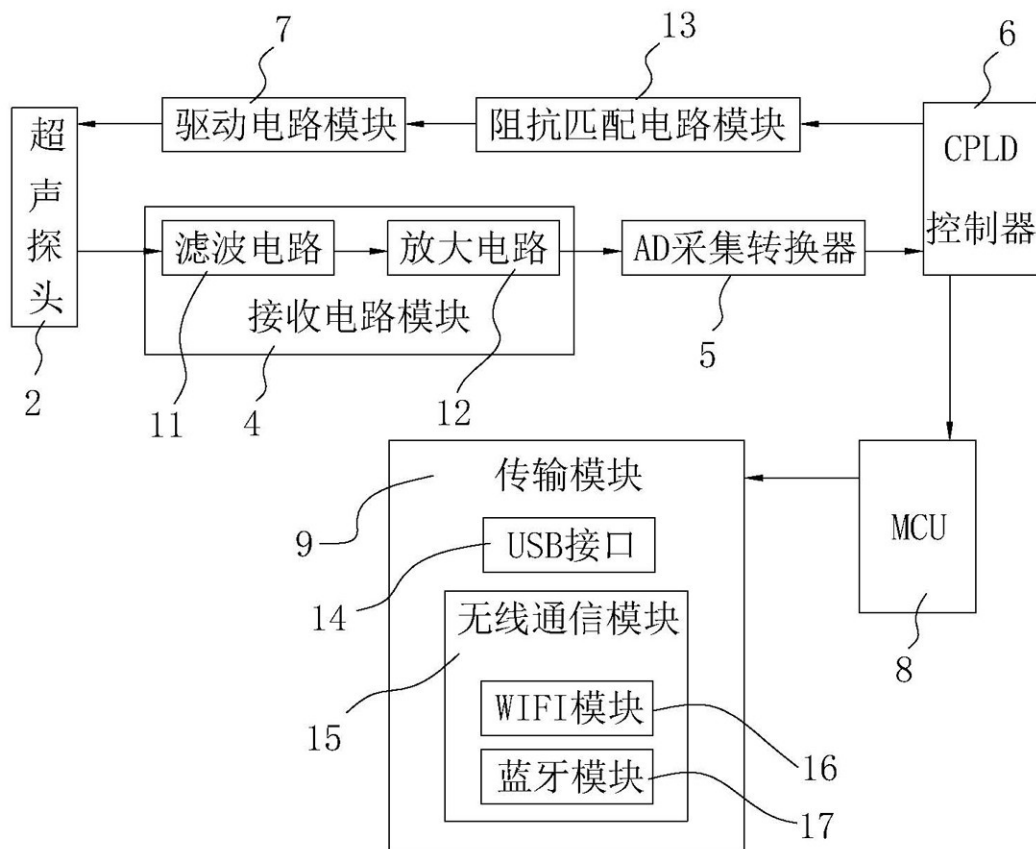 7
13
6
超声探头
驱动电路模块
阻抗匹配电路模块
CPLD
控制器
滤波电路
放大电路
AD采集转换器
接收电路模块
2
11
4
12
5
传输模块
9
USB接口
MCU
14
无线通信模块
8
15
WIFI模块
16
蓝牙模块
17